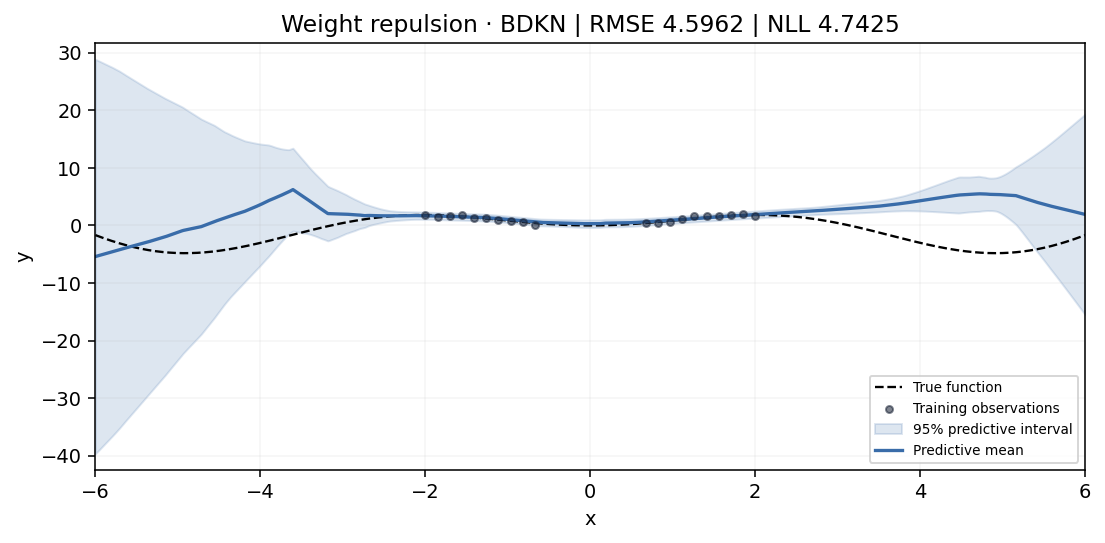 Weight repulsion · BDKN | RMSE 4.5962 | NLL 4.7425
30
20
10
0
−10
−20
−30
−40
y
−6
−4
−2
0
2
4
6
x
True function
Training observations
95% predictive interval
Predictive mean